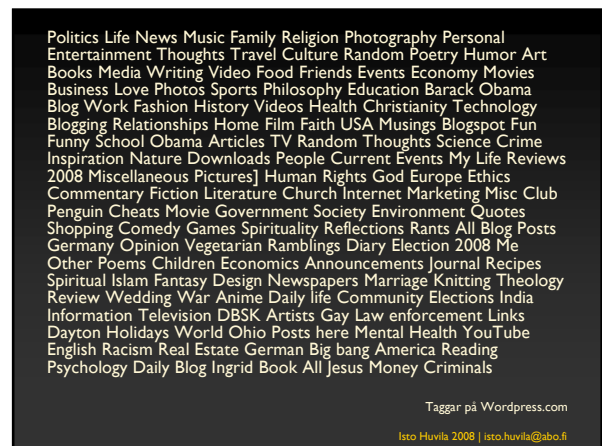 Politics Life News Music Family Religion Photography Personal
Entertainment Thoughts Travel Culture Random Poetry Humor Art
Books Media Writing Video Food Friends Events Economy Movies
Business Love Photos Sports Philosophy Education Barack Obama
Blog Work Fashion History Videos Health Christianity Technology
Blogging Relationships Home Film Faith USA Musings Blogspot Fun
Funny School Obama Articles TV Random Thoughts Science Crime
Inspiration Nature Downloads People Current Events My Life Reviews
2008 Miscellaneous Pictures] Human Rights God Europe Ethics
Commentary Fiction Literature Church Internet Marketing Misc Club
Penguin Cheats Movie Government Society Environment Quotes
Shopping Comedy Games Spirituality Reflections Rants All Blog Posts
Germany Opinion Vegetarian Ramblings Diary Election 2008 Me
Other Poems Children Economics Announcements Journal Recipes
Spiritual Islam Fantasy Design Newspapers Marriage Knitting Theology
Review Wedding War Anime Daily life Community Elections India
Information Television DBSK Artists Gay Law enforcement Links
Dayton Holidays World Ohio Posts here Mental Health YouTube
English Racism Real Estate German Big bang America Reading
Psychology Daily Blog Ingrid Book All Jesus Money Criminals
Taggar på Wordpress.com
Isto Huvila 2008 | isto.huvila@abo.fi